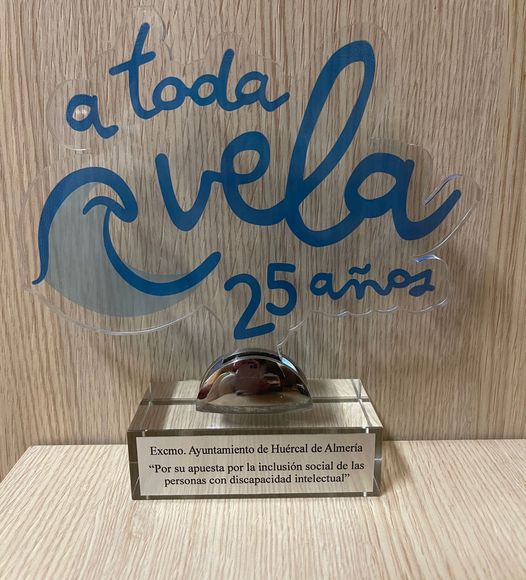 a toda
vela
25 años
Excmo. Ayuntamiento de Huércal de Almería
“Por su apuesta por la inclusión social de las
personas con discapacidad intelectual”